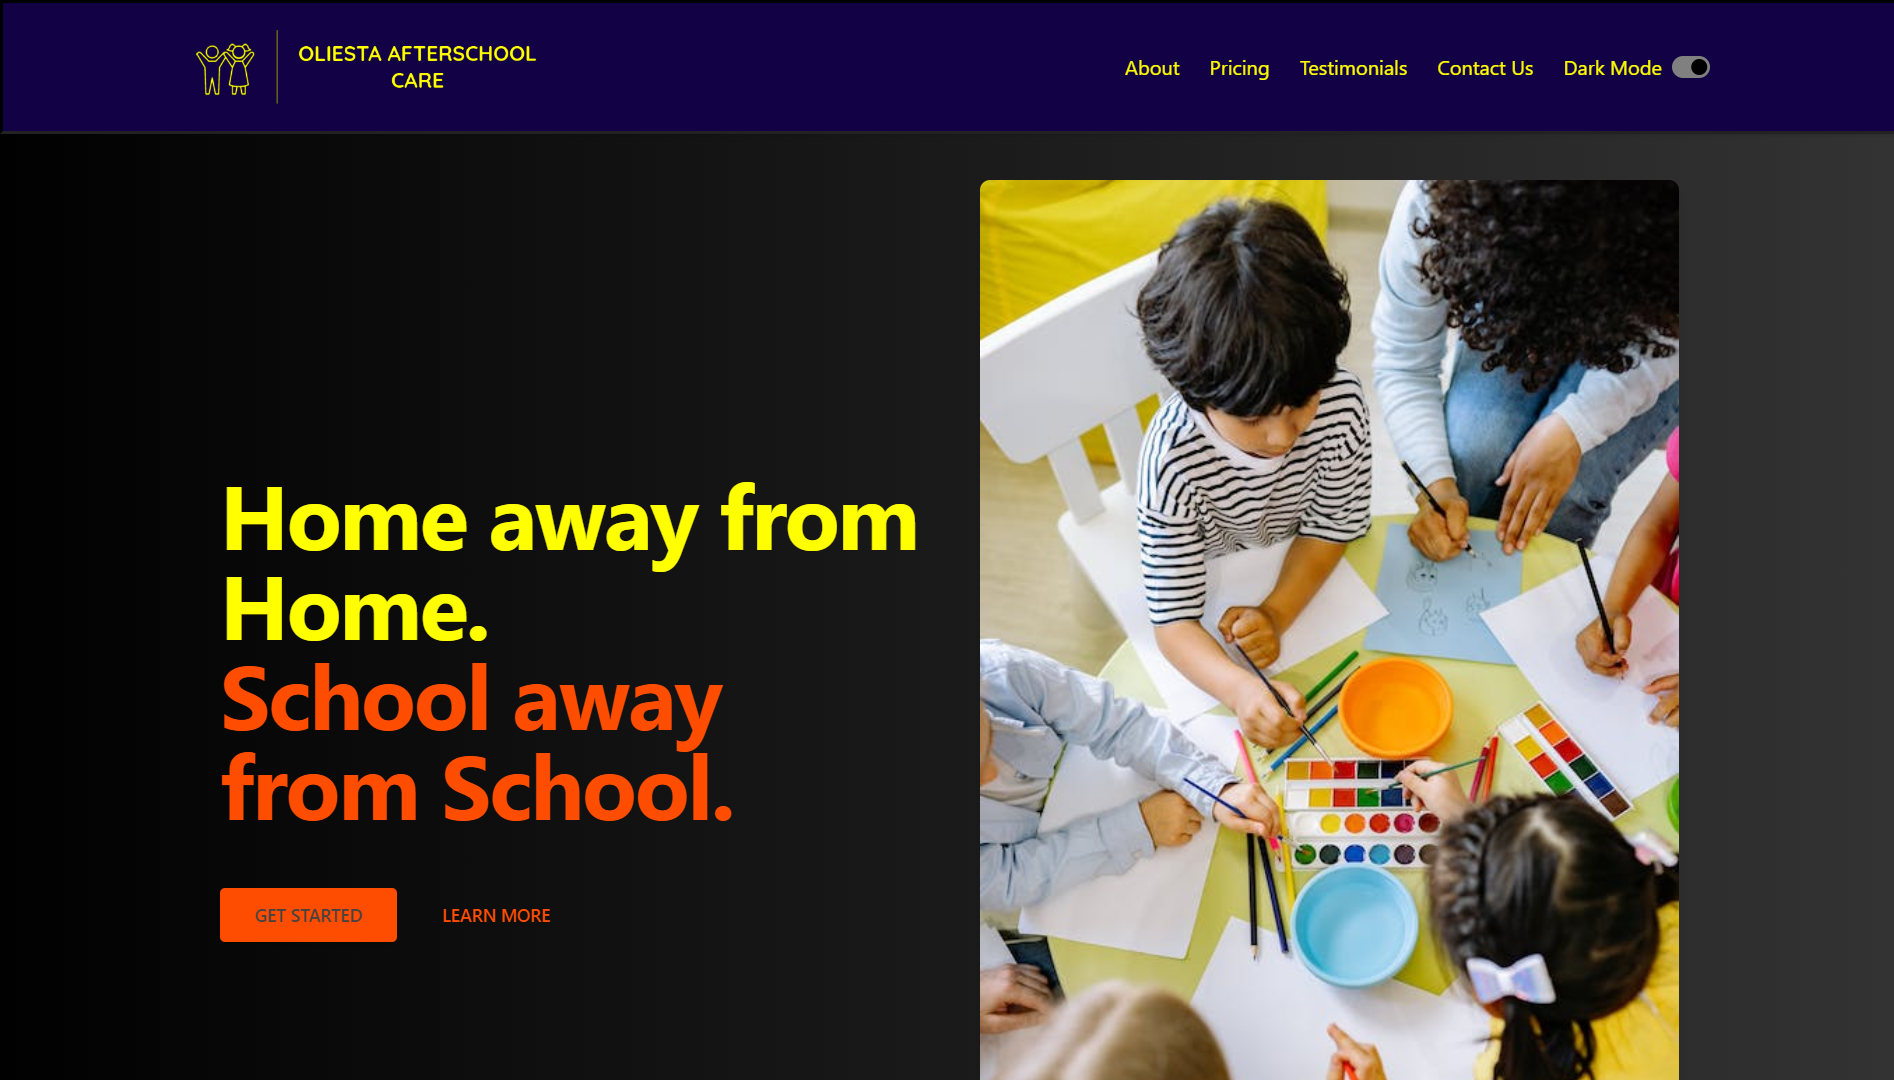 OLIESTA AFTERSCHOOL
CARE
About
Pricing
Testimonials
Contact Us
Dark Mode
Home away from
Home.
School away
from School.
GET STARTED
LEARN MORE